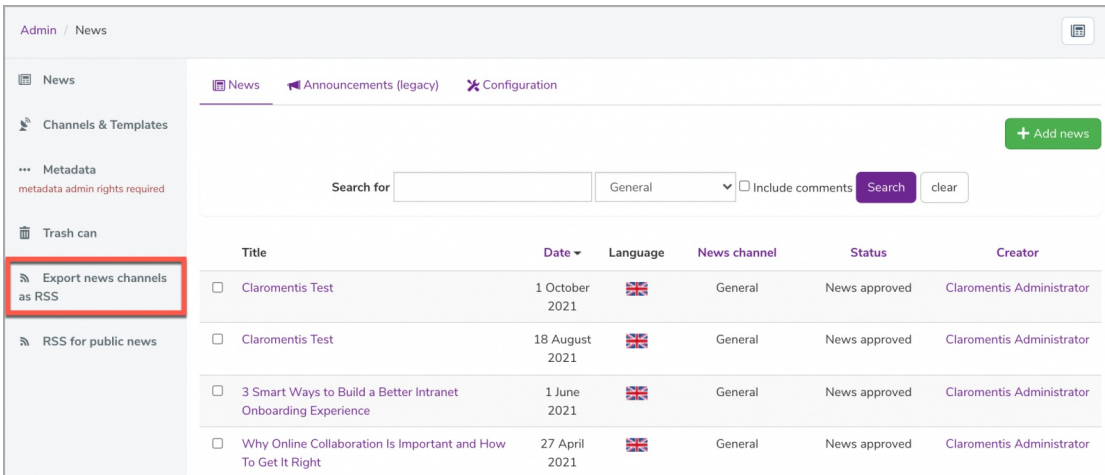 Admin / News
News
Channels & Templates
Metadata
metadata admin rights required
Trash can
Export news channels
as RSS
RSS for public news
News Announcements (legacy) Configuration
+ Add news
Search for General Include comments Search clear
Title Date Language News channel Status Creator
Claromentis Test 1 October
2021 General News approved Claromentis Administrator
Claromentis Test 18 August
2021 General News approved Claromentis Administrator
3 Smart Ways to Build a Better Intranet
Onboarding Experience 1 June
2021 General News approved Claromentis Administrator
Why Online Collaboration Is Important and How
To Get It Right 27 April
2021 General News approved Claromentis Administrator